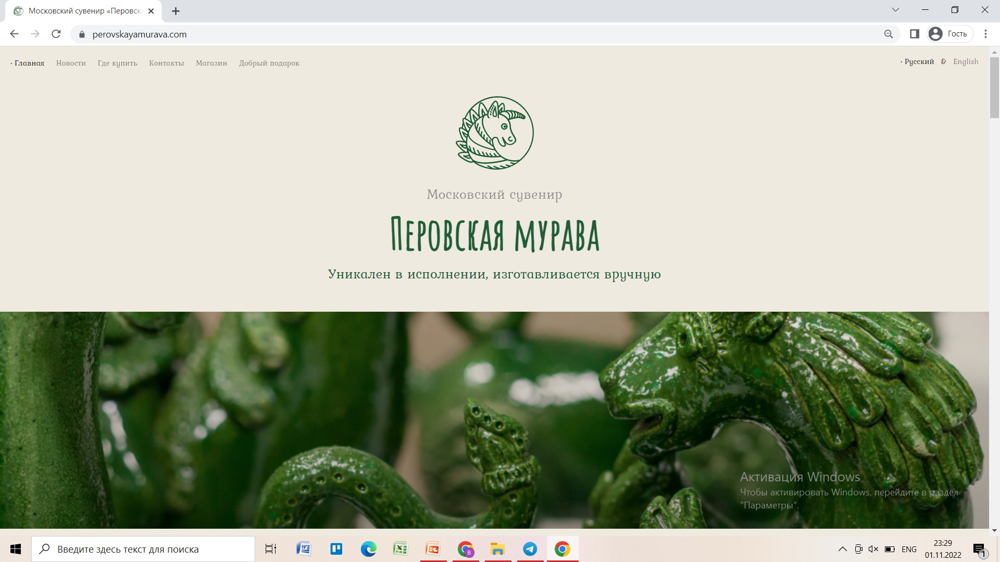 Московский сувенир «Перовск
perovskayamurava.com
Гость
· Главная Новости Где купить Контакты Магазин Добрый подарок
· Русский & English
Московский сувенир
Перовская мурава
Уникален в исполнении, изготавливается вручную
Активация Windows
Чтобы активировать Windows, перейдите в раздел
"Параметры".
Введите здесь текст для поиска
B
ENG
23:29
01.11.2022
1